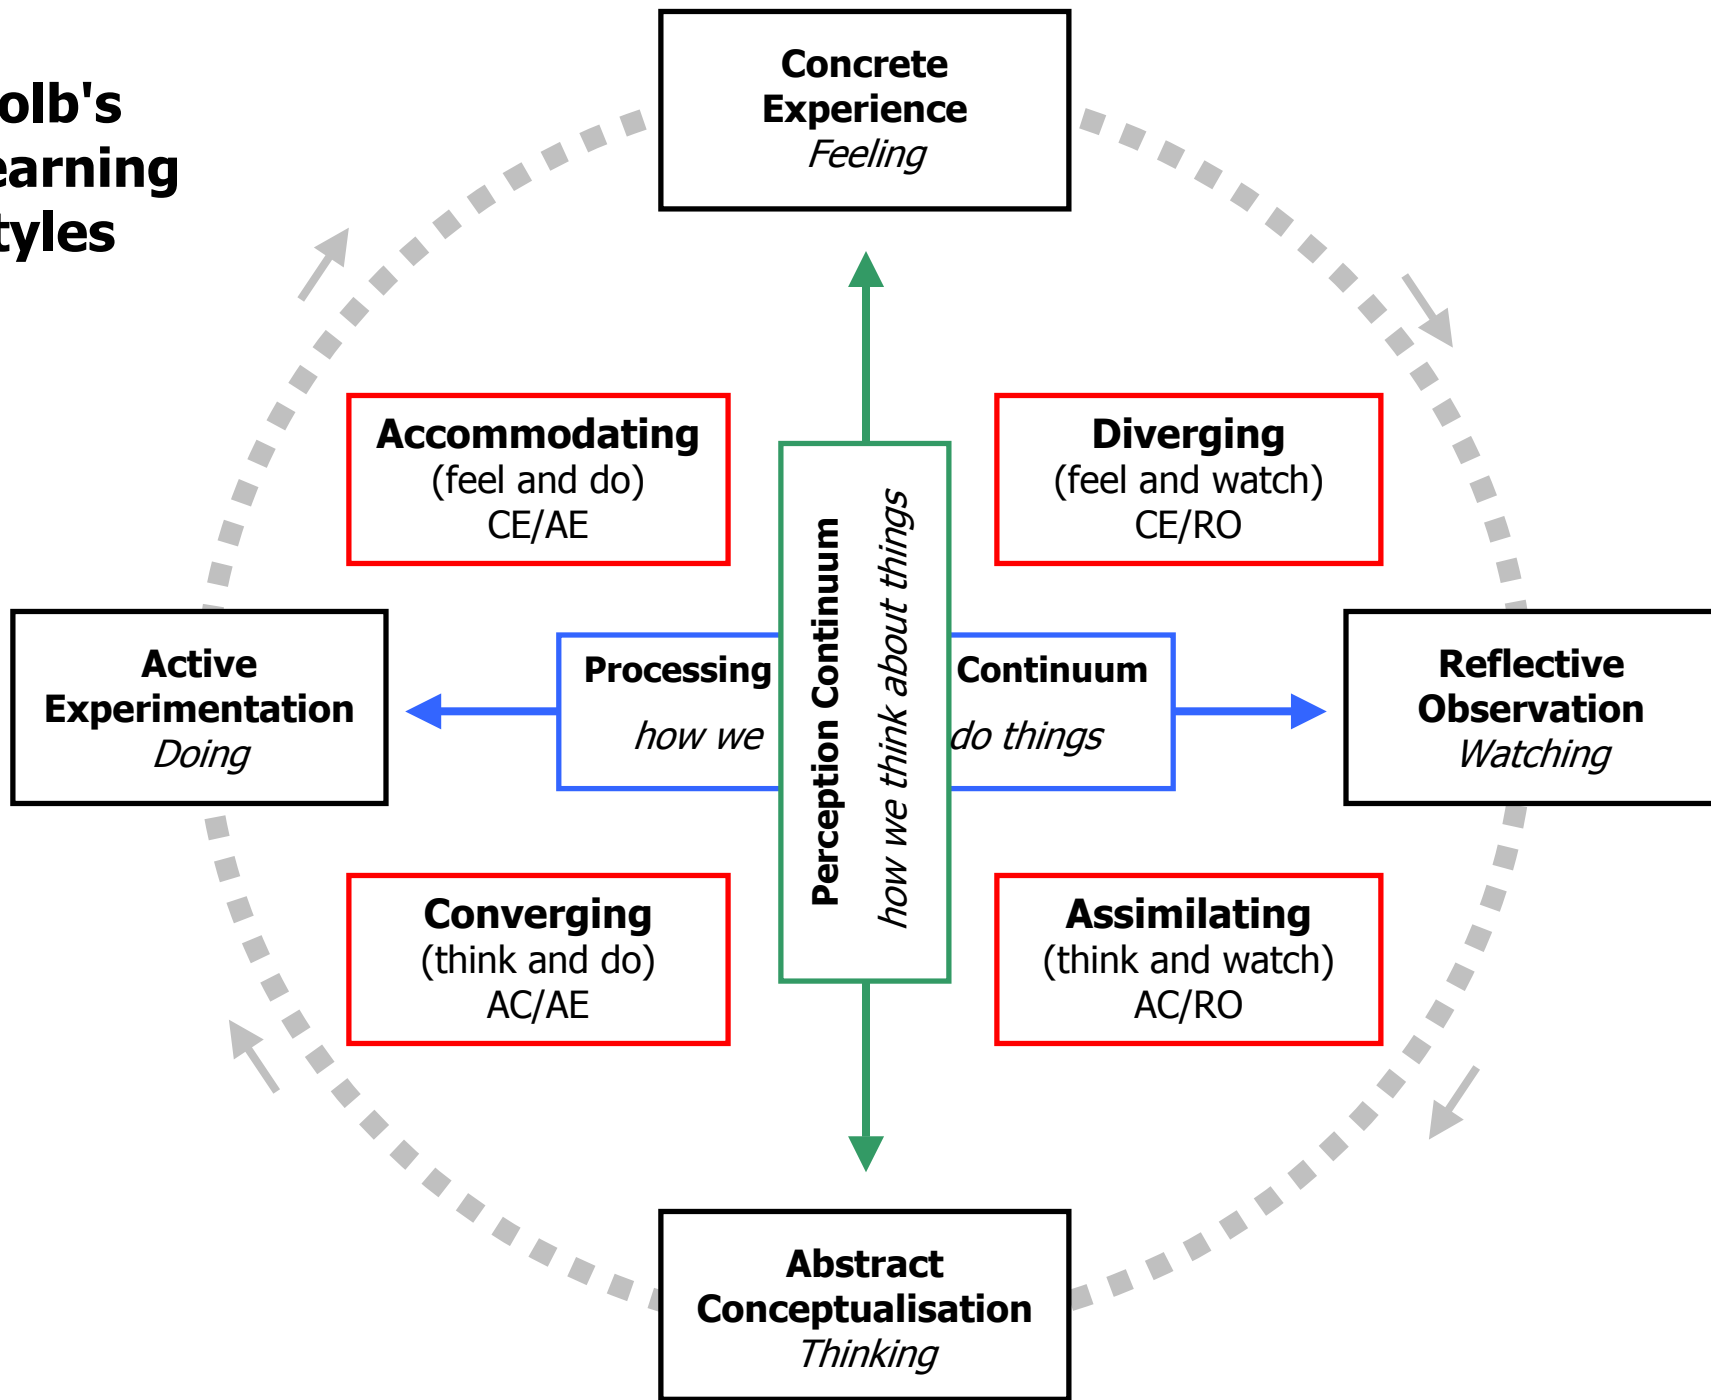 olb's
earning
tyles
Concrete
Experience
Feeling
Accommodating
(feel and do)
CE/AE
Diverging
(feel and watch)
CE/RO
Active
Experimentation
Doing
Processing Continuum
how we do things
Perception Continuum
how we think about things
Reflective
Observation
Watching
Converging
(think and do)
AC/AE
Assimilating
(think and watch)
AC/RO
Abstract
Conceptualisation
Thinking